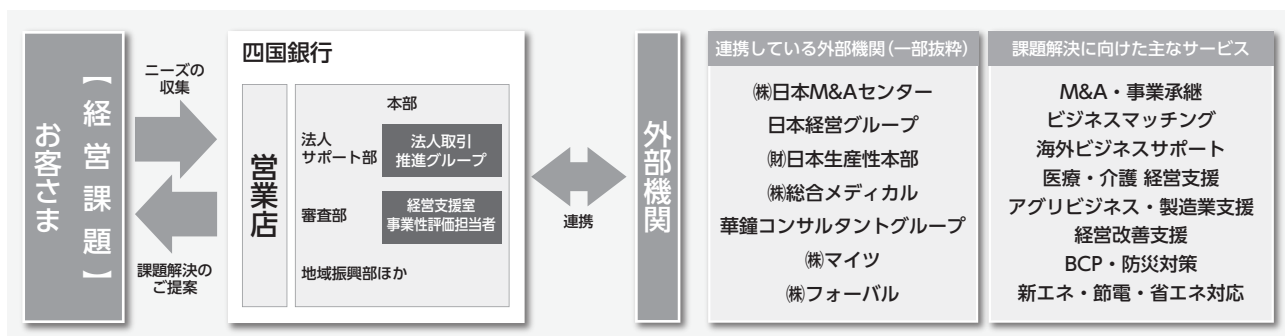 お客さま
【経営課題】
ニーズの
収集
課題解決の
ご提案
四国銀行
営業店
本部
法人
サポート部
法人取引
推進グループ
審査部
経営支援室
事業性評価担当者
地域振興部ほか
連携
外部機関
連携している外部機関(一部抜粋)
㈱日本M&Aセンター
日本経営グループ
㈶日本生産性本部
㈱総合メディカル
華鐘コンサルタントグループ
㈱マイツ
㈱フォーバル
課題解決に向けた主なサービス
M&A・事業承継
ビジネスマッチング
海外ビジネスサポート
医療・介護 経営支援
アグリビジネス・製造業支援
経営改善支援
BCP・防災対策
新エネ・節電・省エネ対応